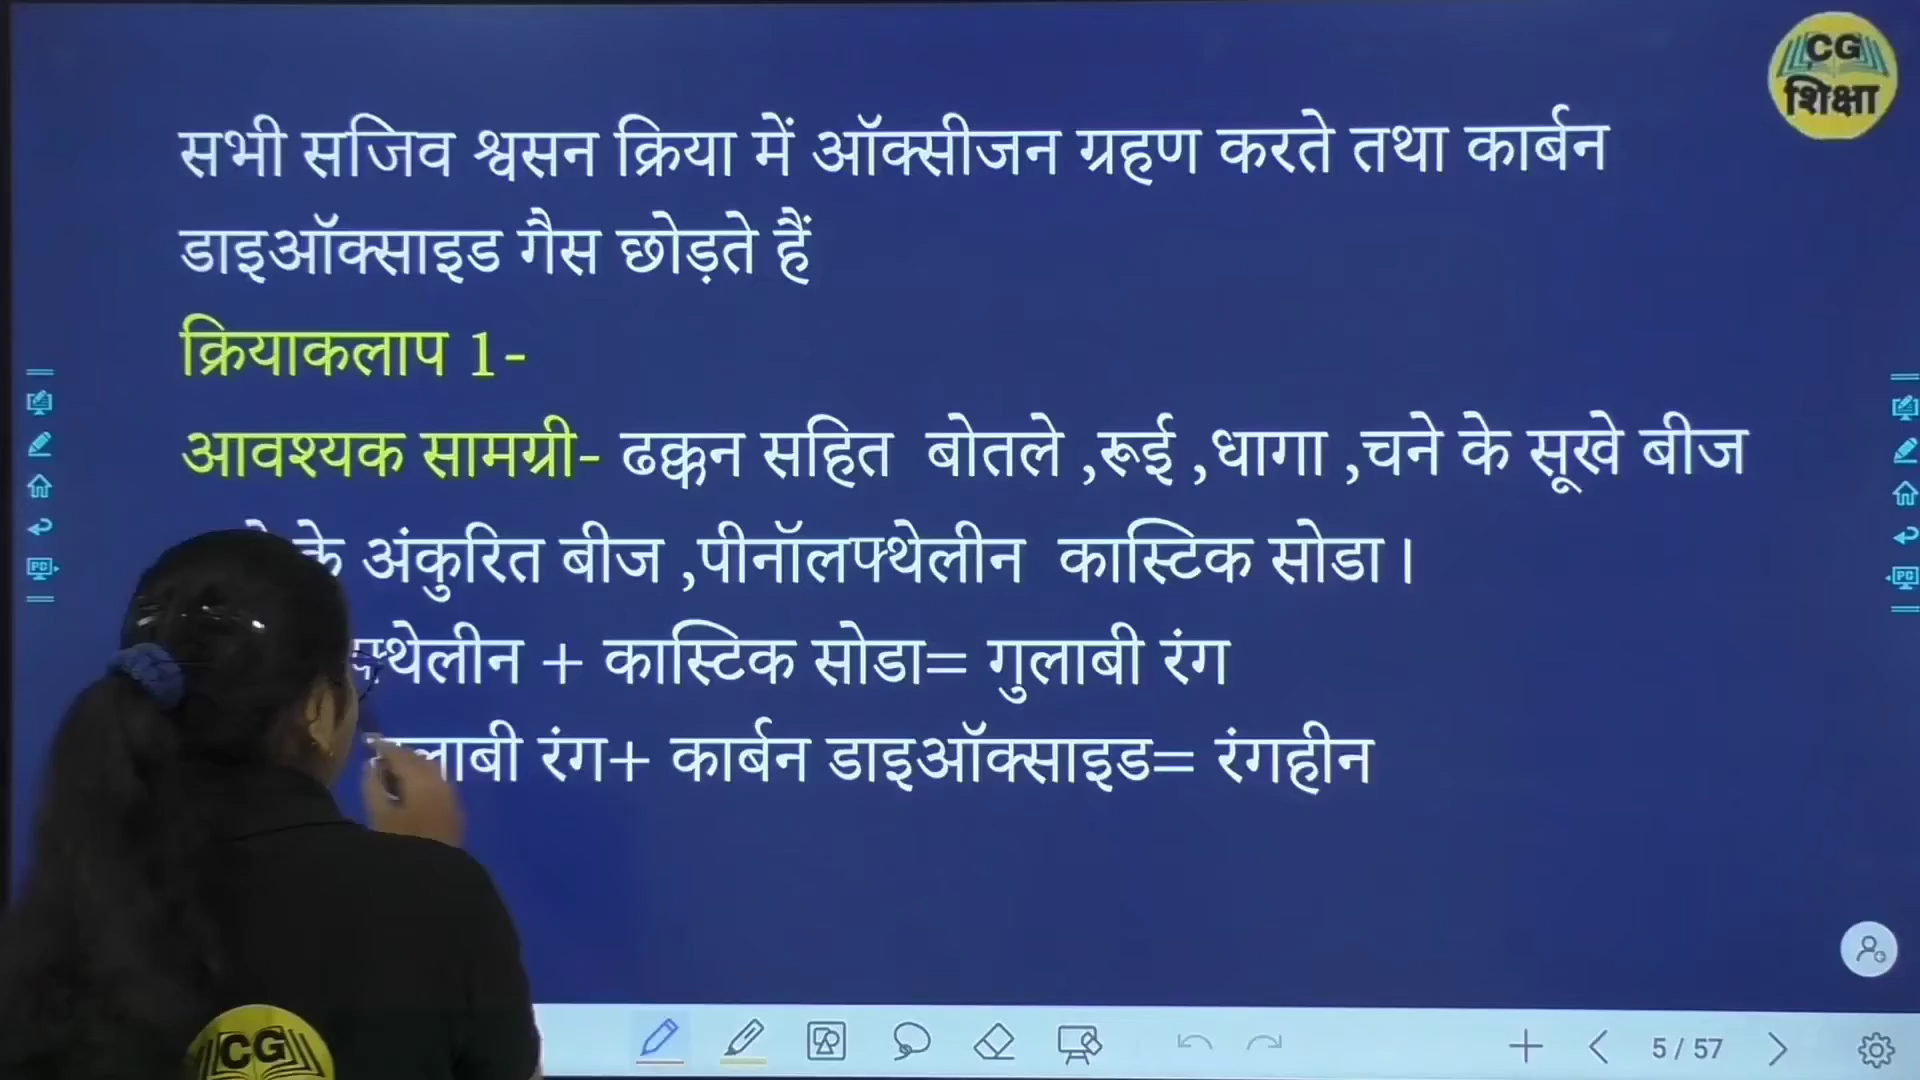 CG
शिक्षा
सभी सजिव श्वसन क्रिया में ऑक्सीजन ग्रहण करते तथा कार्बन
डाइऑक्साइड गैस छोड़ते हैं
क्रियाकलाप 1-
आवश्यक सामग्री- ढक्कन सहित बोतले ,रूई ,धागा ,चने के सूखे बीज
के अंकुरित बीज ,पीनॉलफ्थेलीन कास्टिक सोडा ।
फ्थेलीन + कास्टिक सोडा= गुलाबी रंग
रंग+ कार्बन डाइऑक्साइड= रंगहीन
5 / 57
CG